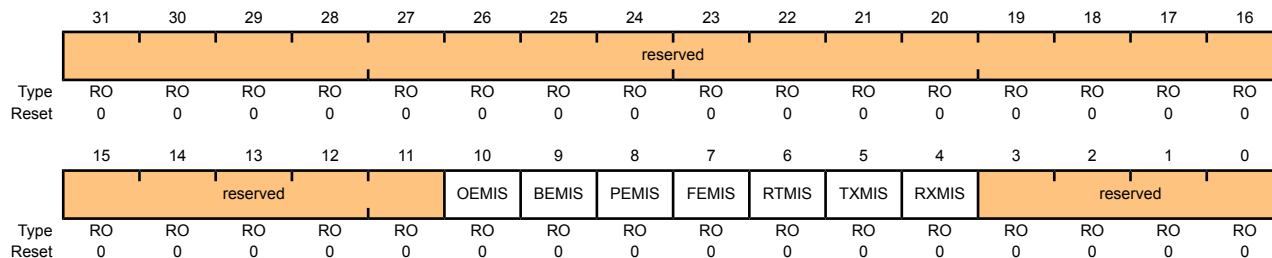 31 30 29 28 27 26 25 24 23 22 21 20 19 18 17 16
reserved
Type RO RO RO RO RO RO RO RO RO RO RO RO RO RO RO RO
Reset 0 0 0 0 0 0 0 0 0 0 0 0 0 0 0 0
15 14 13 12 11 10 9 8 7 6 5 4 3 2 1 0
reserved OEMIS BEMIS PEMIS FEMIS RTMIS TXMIS RXMIS reserved
Type RO RO RO RO RO RO RO RO RO RO RO RO RO RO RO RO
Reset 0 0 0 0 0 0 0 0 0 0 0 0 0 0 0 0